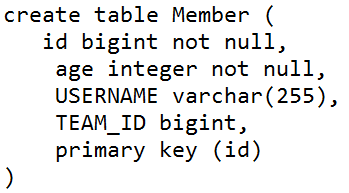 create table Member (
   id bigint not null,
    age integer not null,
    USERNAME varchar(255),
    TEAM_ID bigint,
    primary key (id)
)